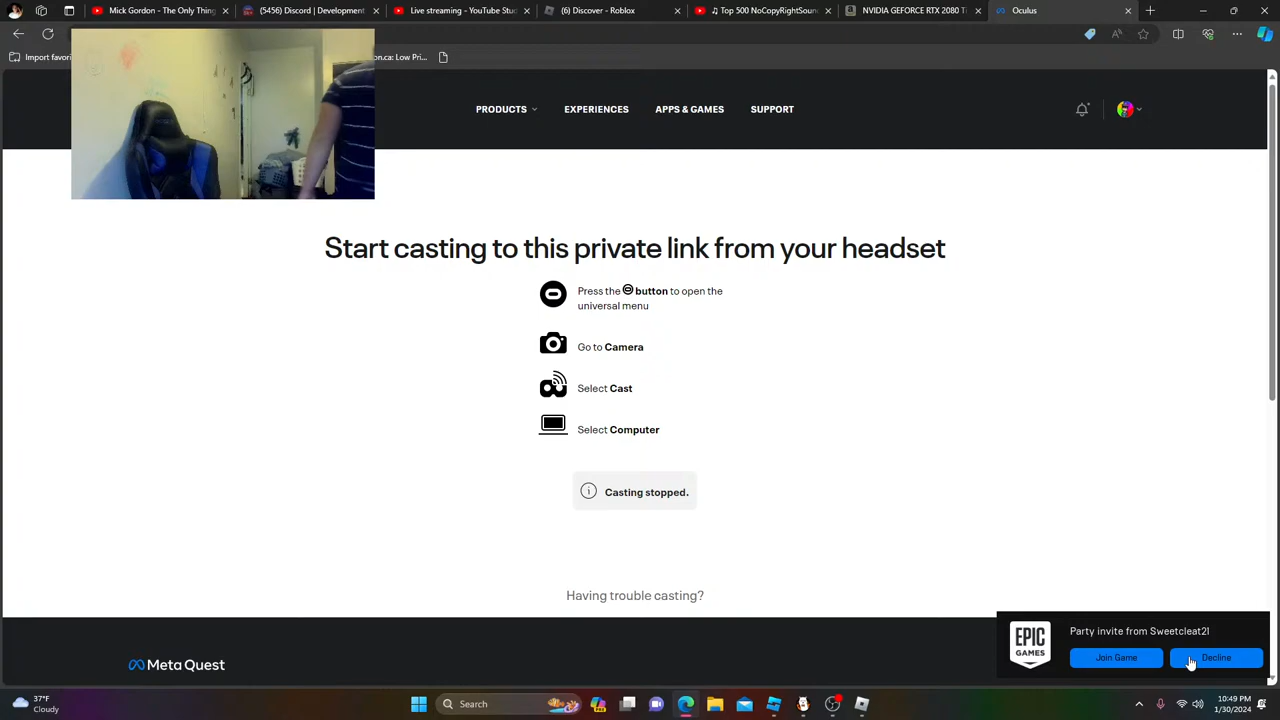 Mick Gordon - The Only Thing
(5456) Discord | Development
Live streaming - YouTube Stu
(6) Discover - Roblox
♫ Top 500 NoCopyRightSoun
NVIDIA GEFORCE RTX 2080 Ti
Oculus
Import favori
on.ca: Low Pri...
PRODUCTS
EXPERIENCES
APPS & GAMES
SUPPORT
Start casting to this private link from your headset
Press the button to open the
universal menu
Go to Camera
Select Cast
Select Computer
Casting stopped.
Having trouble casting?
Meta Quest
EPIC
GAMES
Party invite from Sweetcleat21
Join Game
Decline
37°F
Cloudy
Search
10:49 PM
1/30/2024